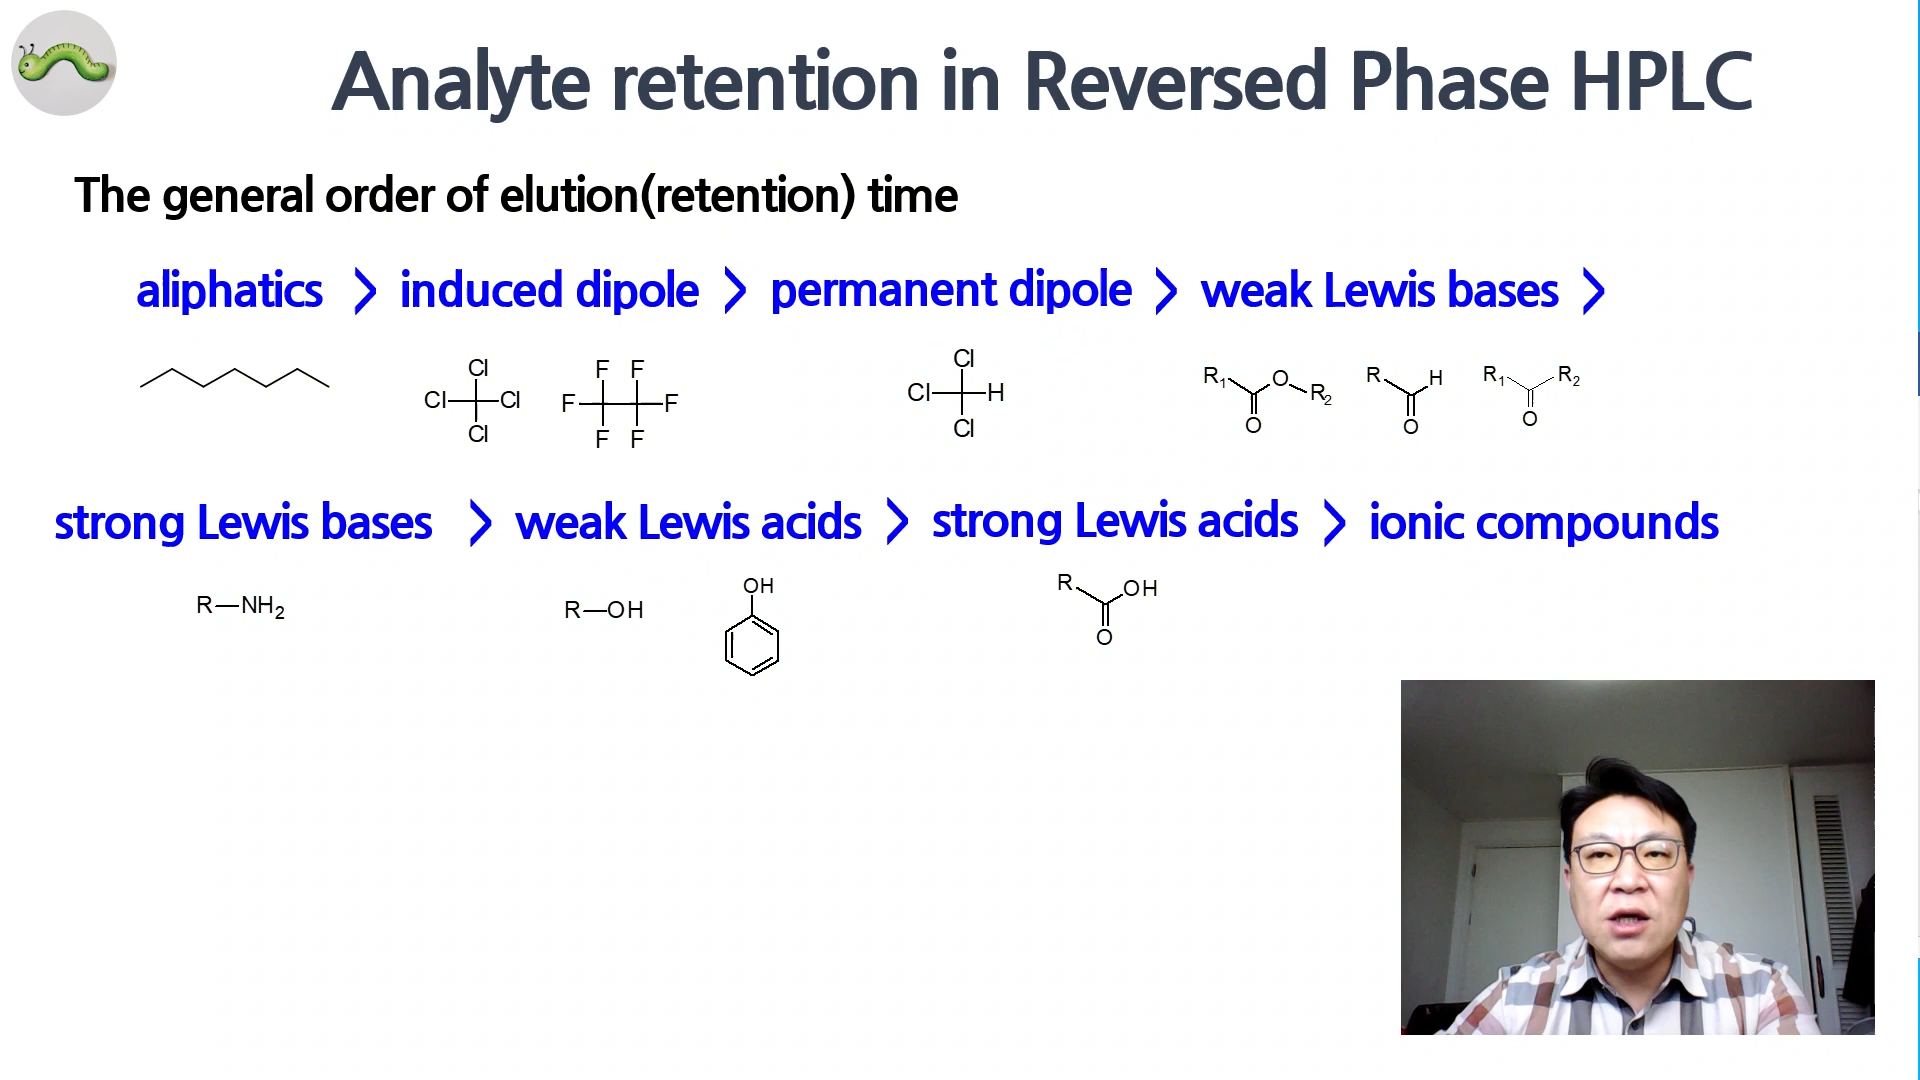 Analyte retention in Reversed Phase HPLC
The general order of elution(retention) time
aliphatics > induced dipole > permanent dipole > weak Lewis bases >
Cl Cl Cl Cl
F F F F F F
Cl Cl H Cl
R1 O R2 O
R H O
R1 R2 O
strong Lewis bases > weak Lewis acids > strong Lewis acids > ionic compounds
R—NH2
R—OH
OH
R OH O